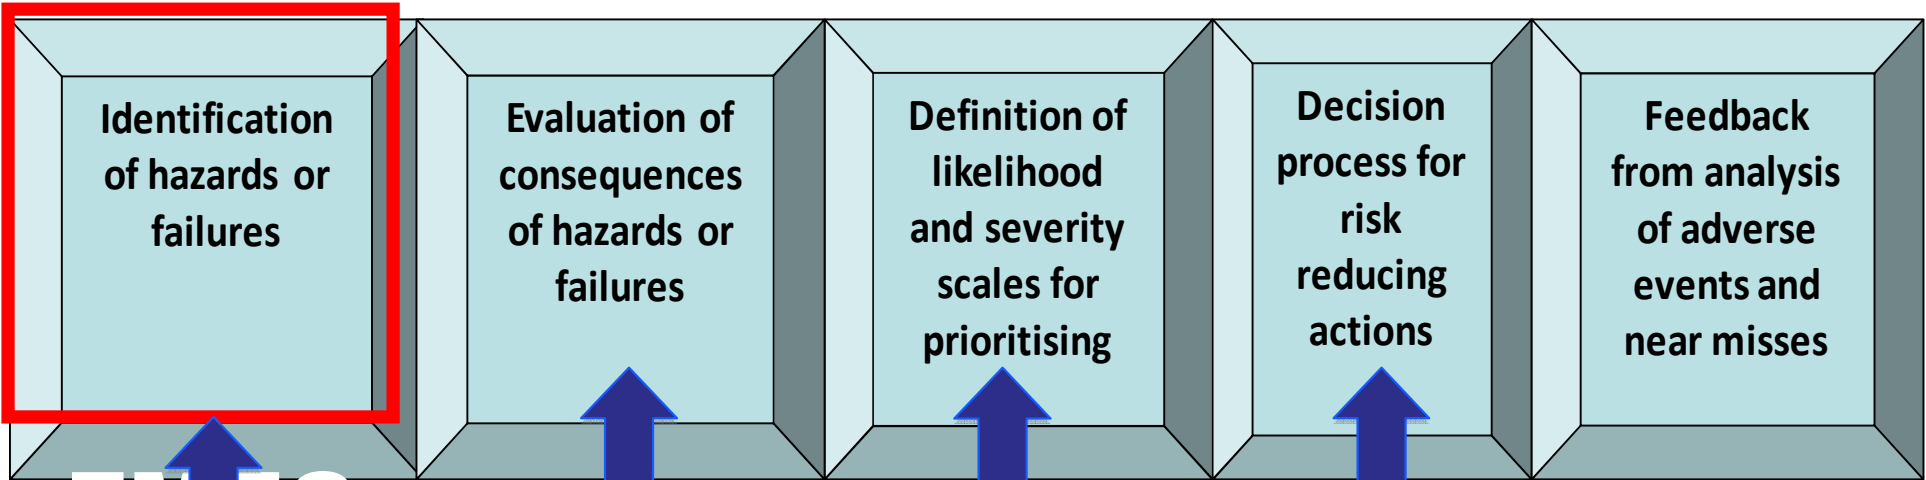 Identification
of hazards or
failures
Evaluation of
consequences
of hazards or
failures
Definition of
likelihood
and severity
scales for
prioritising
Decision
process for
risk
reducing
actions
Feedback
from analysis
of adverse
events and
near misses